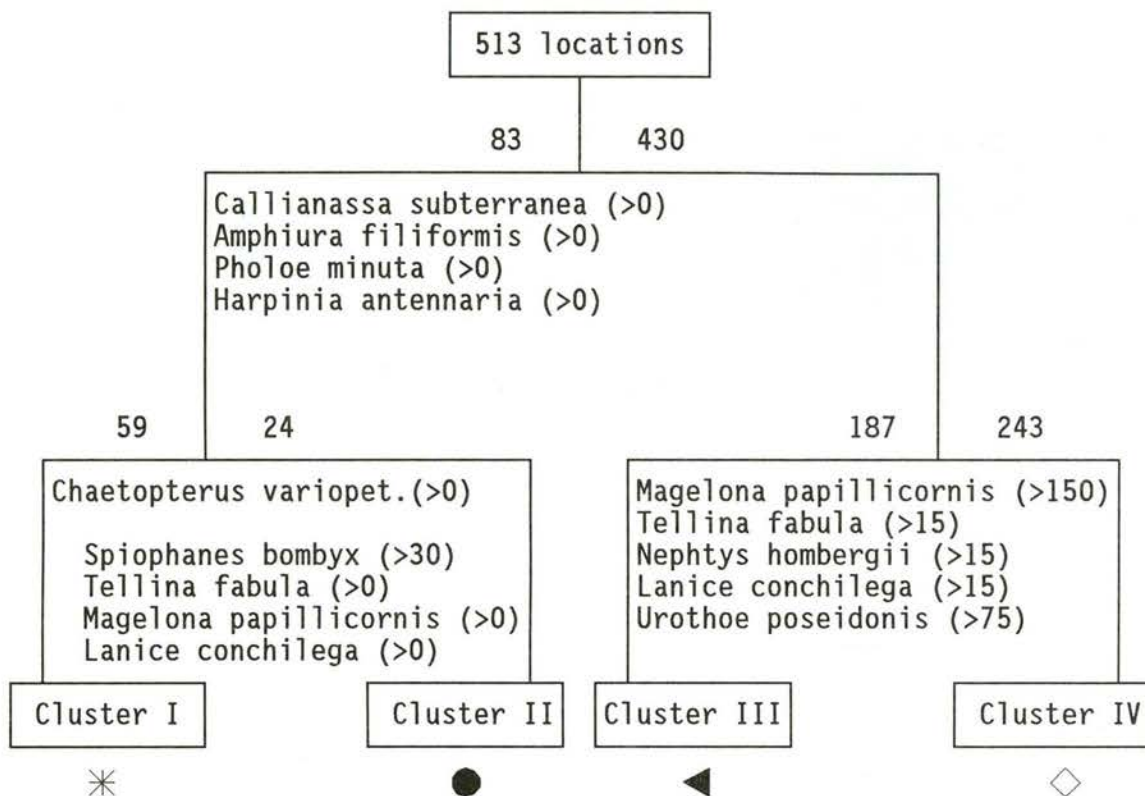 513 locations
83 430
Callianassa subterranea (>0)
Amphiura filiformis (>0)
Pholoe minuta (>0)
Harpinia antennaria (>0)
59 24
187 243
Chaetopterus variopet.(>0)
Spiophanes bombyx (>30)
Tellina fabula (>0)
Magelona papillicornis (>0)
Lanice conchilega (>0)
Magelona papillicornis (>150)
Tellina fabula (>15)
Nephtys hombergii (>15)
Lanice conchilega (>15)
Urothoe poseidonis (>75)
Cluster I
Cluster II
Cluster III
Cluster IV